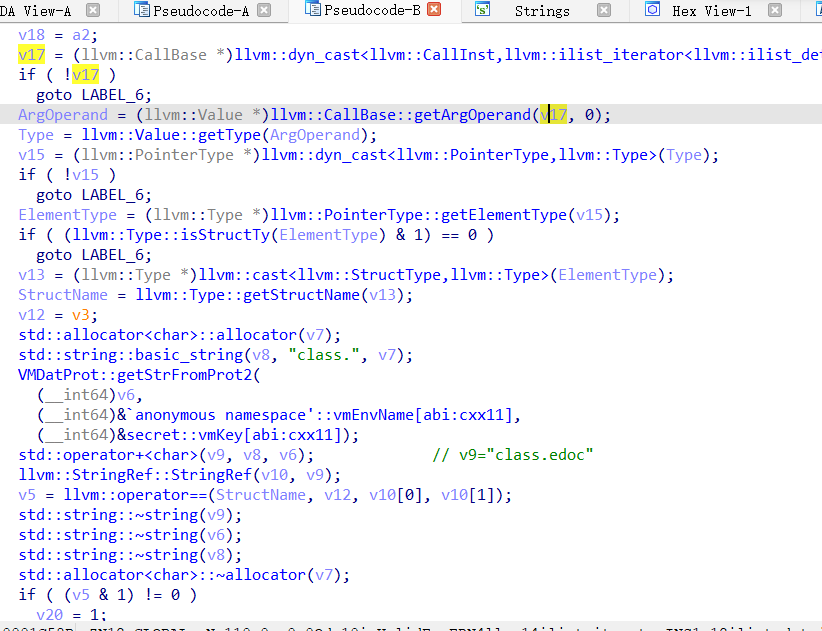 DA View-A Pseudocode-A Pseudocode-B Strings Hex View-1
v18 = a2;
v17 = (llvm::CallBase *)llvm::dyn_cast<llvm::CallInst,llvm::ilist_iterator<llvm::ilist_det
if ( !v17 )
goto LABEL_6;
ArgOperand = (llvm::Value *)llvm::CallBase::getArgOperand(v17, 0);
Type = llvm::Value::getType(ArgOperand);
v15 = (llvm::PointerType *)llvm::dyn_cast<llvm::PointerType,llvm::Type>(Type);
if ( !v15 )
goto LABEL_6;
ElementType = (llvm::Type *)llvm::PointerType::getElementType(v15);
if ( (llvm::Type::isStructTy(ElementType) & 1) == 0 )
goto LABEL_6;
v13 = (llvm::Type *)llvm::cast<llvm::StructType,llvm::Type>(ElementType);
StructName = llvm::Type::getStructName(v13);
v12 = v3;
std::allocator<char>::allocator(v7);
std::string::basic_string(v8, "class.", v7);
VMDatProt::getStrFromProt2(
(__int64)v6,
(__int64)&`anonymous namespace'::vmEnvName[abi:cxx11],
(__int64)&secret::vmKey[abi:cxx11]);
std::operator+<char>(v9, v8, v6); // v9="class.edoc"
llvm::StringRef::StringRef(v10, v9);
v5 = llvm::operator==(StructName, v12, v10[0], v10[1]);
std::string::~string(v9);
std::string::~string(v6);
std::string::~string(v8);
std::allocator<char>::~allocator(v7);
if ( (v5 & 1) != 0 )
v20 = 1;